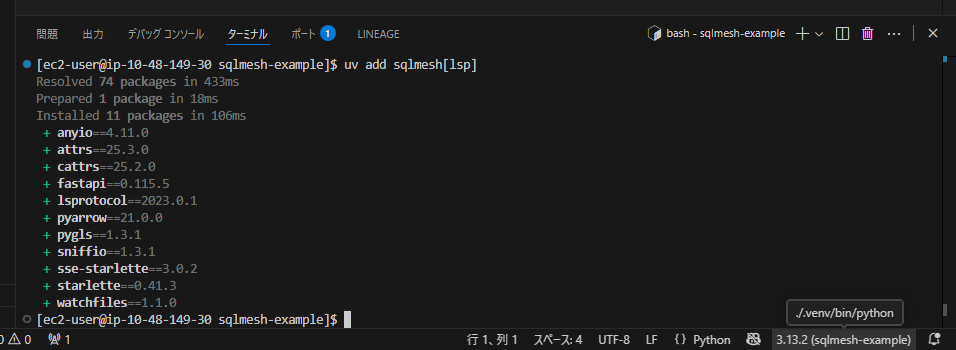 問題 出力 デバッグ コンソール ターミナル ポート 1 LINEAGE bash - sqlmesh-example
[ec2-user@ip-10-48-149-30 sqlmesh-example]$ uv add sqlmesh[lsp]
Resolved 74 packages in 433ms
Prepared 1 package in 18ms
Installed 11 packages in 106ms
+ anyio==4.11.0
+ attrs==25.3.0
+ cattrs==25.2.0
+ fastapi==0.115.5
+ lsprotocol==2023.0.1
+ pyarrow==21.0.0
+ pygls==1.3.1
+ sniffio==1.3.1
+ sse-starlette==3.0.2
+ starlette==0.41.3
+ watchfiles==1.1.0
[ec2-user@ip-10-48-149-30 sqlmesh-example]$
./.venv/bin/python
0 0 1 行 1、列 1 スペース: 4 UTF-8 LF { } Python 3.13.2 (sqlmesh-example)